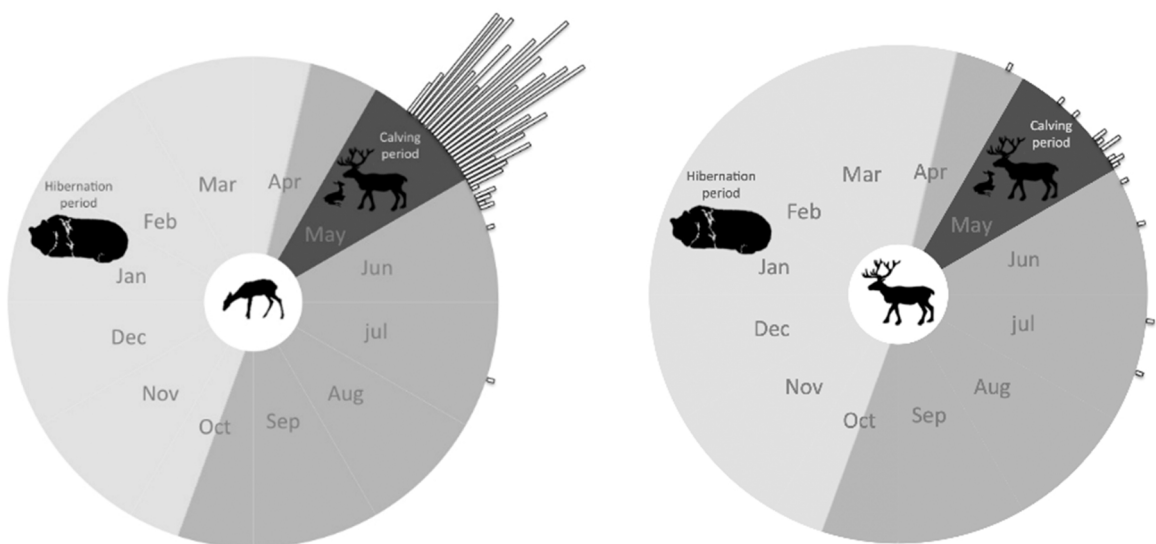 Calving
period
Hibernation
period
Mar
Apr
Feb
May
Jan
Jun
Dec
jul
Nov
Aug
Oct
Sep
Calving
period
Hibernation
period
Mar
Apr
Feb
May
Jan
Jun
Dec
jul
Nov
Aug
Oct
Sep